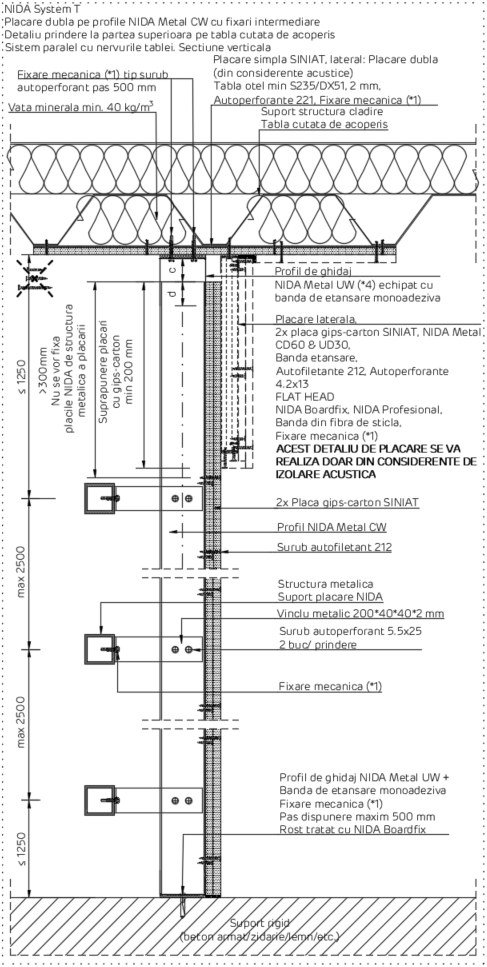 NIDA System T
Placare dubla pe profile NIDA Metal CW cu fixari intermediare
Detaliu prindere la partea superioara pe tabla cutata de acoperis
Sistem paralel cu nervurile tablei. Sectiune verticala
Placare simpla SINIAT, lateral: Placare dubla
(din considerente acustice)
Tabla otel min S235/DX51, 2 mm,
Autoperforante 221, Fixare mecanica (*1)
Fixare mecanica (*1) tip surub
autoperforant pas 500 mm
Vata minerala min. 40 kg/m³
Suport structura cladire
Tabla cutata de acoperis
c
d
≤ 1250
>300mm
Nu se vor fixa
placile NIDA de structura
metalica a placarii
Suprapunere placari
cu gips-carton
min 200 mm
Profil de ghidaj
NIDA Metal UW (*4) echipat cu
banda de etansare monoadeziva
Placare laterala,
2x placa gips-carton SINIAT, NIDA Metal
CD60 & UD30,
Banda etansare,
Autofiletante 212, Autoperforante
4.2x13
FLAT HEAD
NIDA Boardfix, NIDA Profesional,
Banda din fibra de sticla,
Fixare mecanica (*1)
ACEST DETALIU DE PLACARE SE VA
REALIZA DOAR DIN CONSIDERENTE DE
IZOLARE ACUSTICA
2x Placa gips-carton SINIAT
Profil NIDA Metal CW
Surub autofiletant 212
max 2500
Structura metalica
Suport placare NIDA
Vinclu metalic 200*40*40*2 mm
Surub autoperforant 5.5x25
2 buc/ prindere
Fixare mecanica (*1)
max 2500
Profil de ghidaj NIDA Metal UW +
Banda de etansare monoadeziva
Fixare mecanica (*1)
Pas dispunere maxim 500 mm
Rost tratat cu NIDA Boardfix
≤ 1250
Suport rigid
(beton armat/zidarie/lemn/etc.)